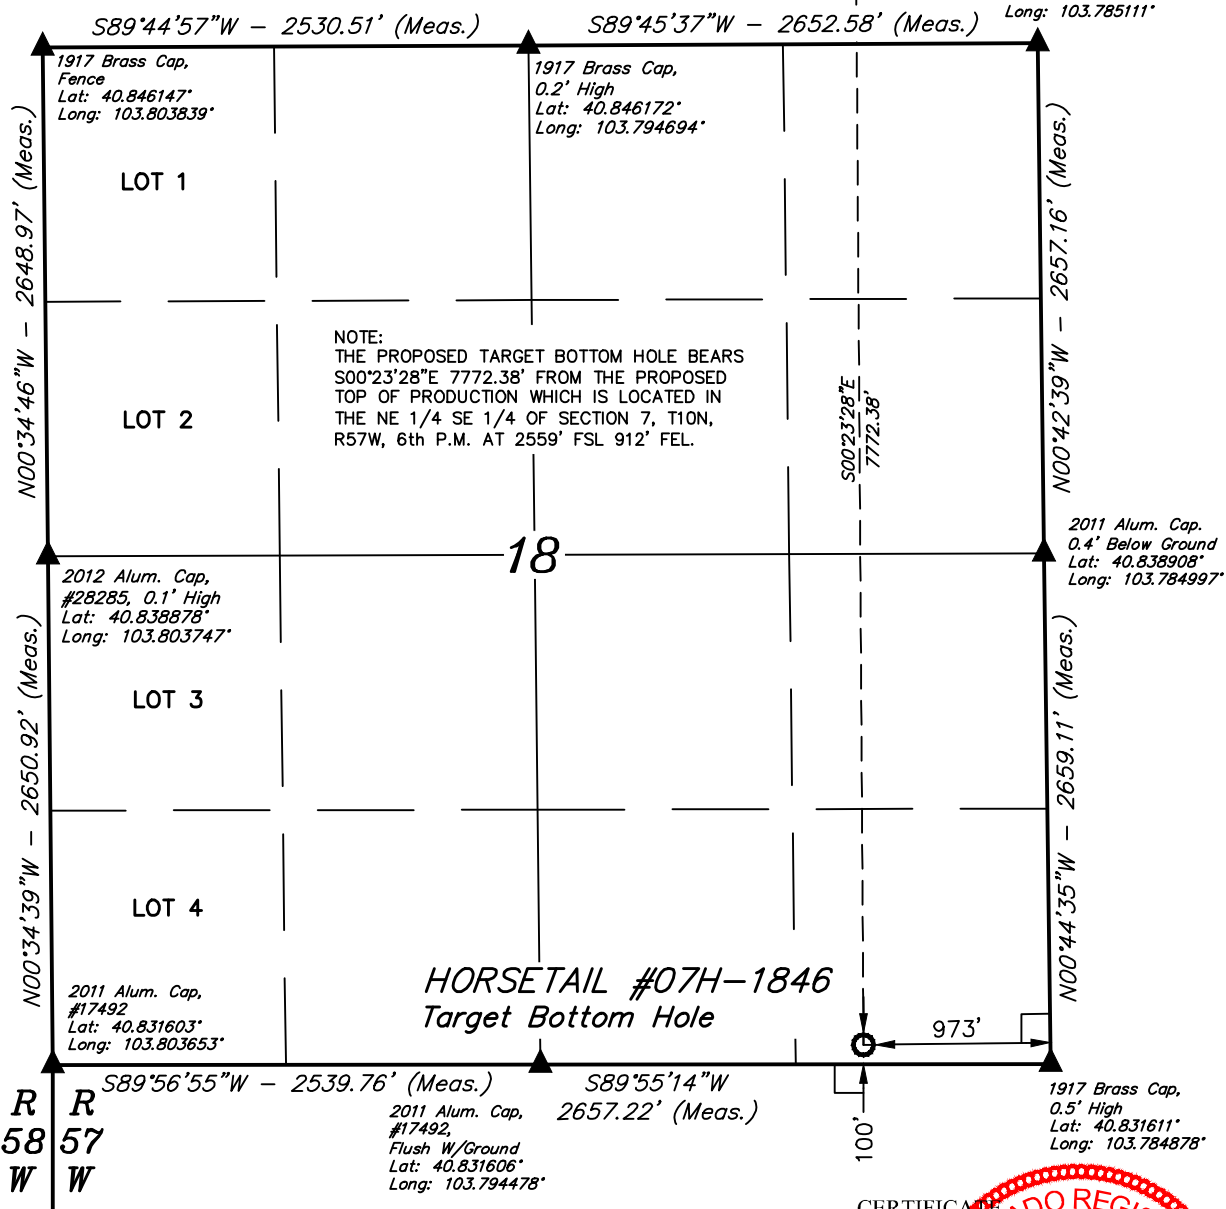 S89°44'57"W - 2530.51' (Meas.)
S89°45'37"W - 2652.58' (Meas.)
Long: 103.785111°
1917 Brass Cap,
Fence
Lat: 40.846147°
Long: 103.803839°
1917 Brass Cap,
0.2' High
Lat: 40.846172°
Long: 103.794694°
N00°34'46"W - 2648.97' (Meas.)
N00°42'39"W - 2657.16' (Meas.)
LOT 1
NOTE:
THE PROPOSED TARGET BOTTOM HOLE BEARS
S00°23'28"E 7772.38' FROM THE PROPOSED
TOP OF PRODUCTION WHICH IS LOCATED IN
THE NE 1/4 SE 1/4 OF SECTION 7, T10N,
R57W, 6th P.M. AT 2559' FSL 912' FEL.
LOT 2
S00°23'28"E
7772.38'
18
2011 Alum. Cap.
0.4' Below Ground
Lat: 40.838908°
Long: 103.784997°
2012 Alum. Cap,
#28285, 0.1' High
Lat: 40.838878°
Long: 103.803747°
N00°34'39"W - 2650.92' (Meas.)
N00°44'35"W - 2659.11' (Meas.)
LOT 3
LOT 4
HORSETAIL #07H-1846
Target Bottom Hole
973'
2011 Alum. Cap,
#17492
Lat: 40.831603°
Long: 103.803653°
S89°56'55"W - 2539.76' (Meas.)
S89°55'14"W
2657.22' (Meas.)
2011 Alum. Cap,
#17492,
Flush W/Ground
Lat: 40.831606°
Long: 103.794478°
100'
1917 Brass Cap,
0.5' High
Lat: 40.831611°
Long: 103.784878°
R R
58 57
W W
CERTIFICATE